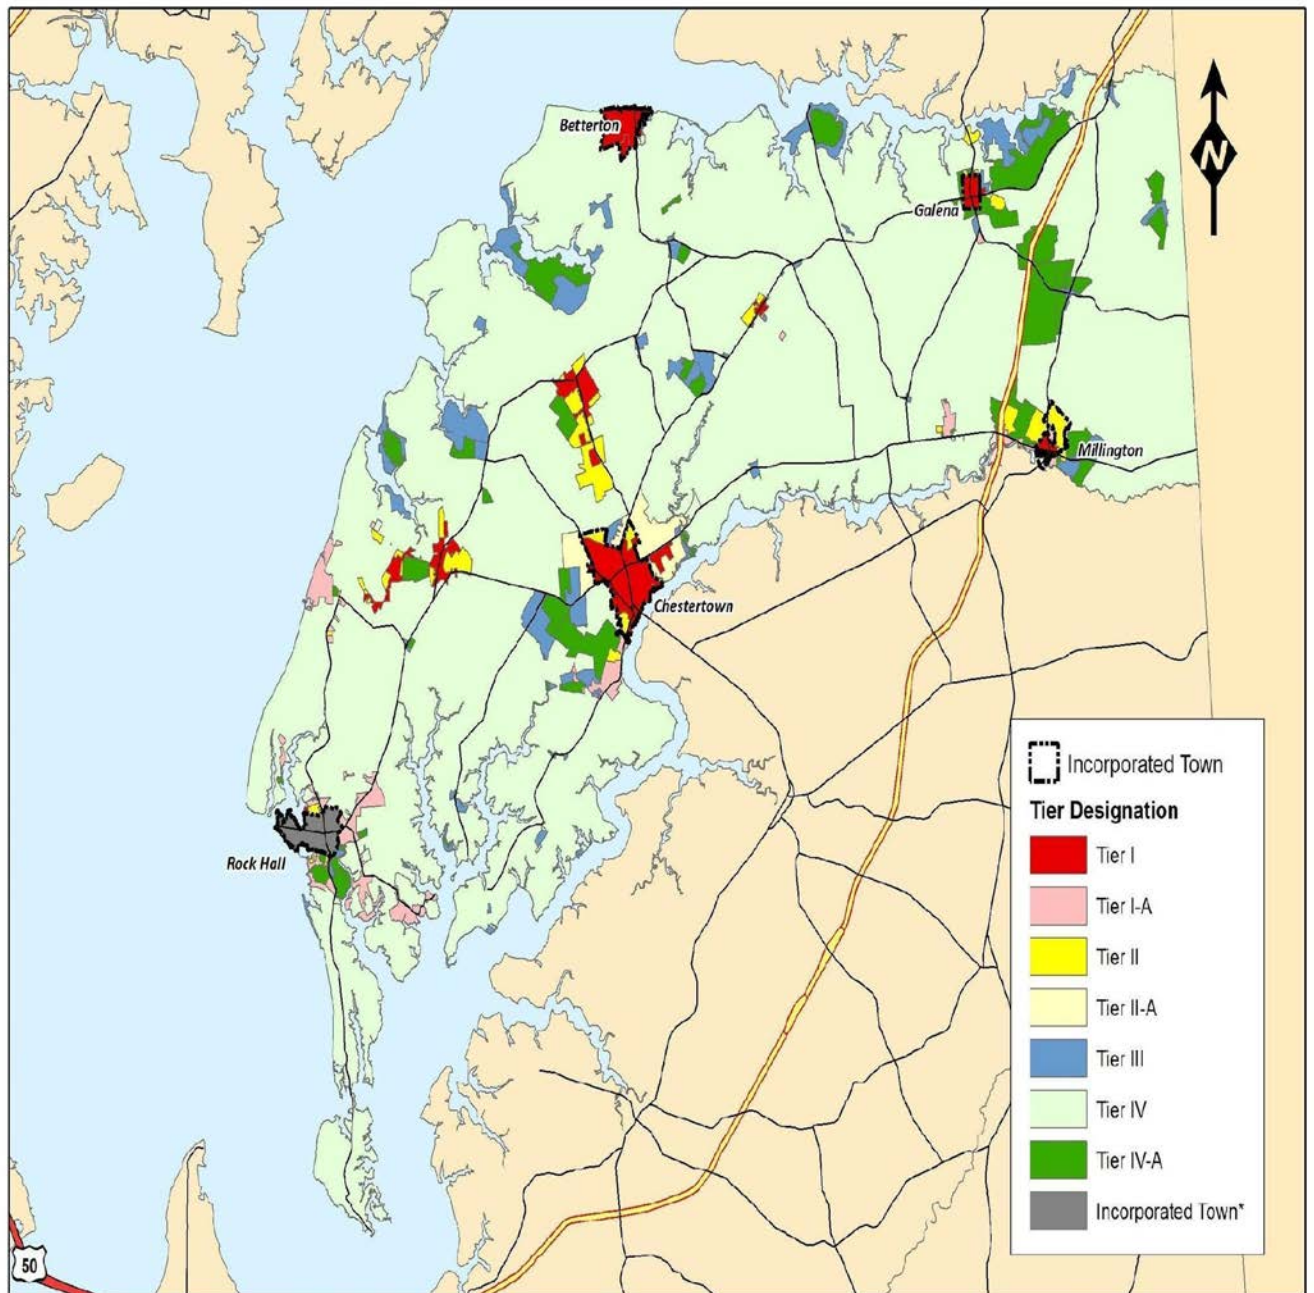 Betterton
N
Galena
Millington
Chestertown
Incorporated Town
Tier Designation
Tier I
Rock Hall
Tier I-A
Tier II
Tier II-A
Tier III
Tier IV
Tier IV-A
Incorporated Town*
50